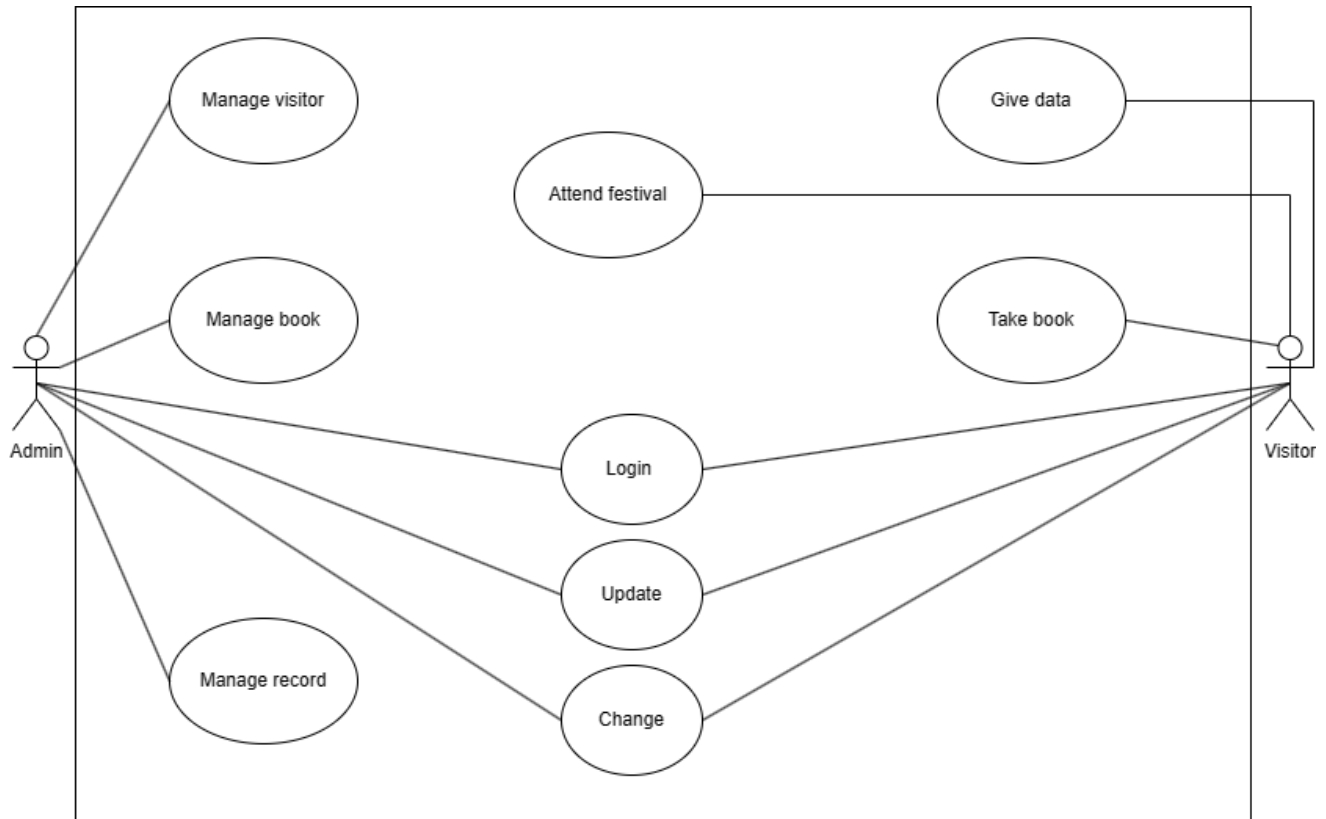 Manage visitor
Give data
Attend festival
Manage book
Take book
Admin
Visitor
Login
Update
Manage record
Change